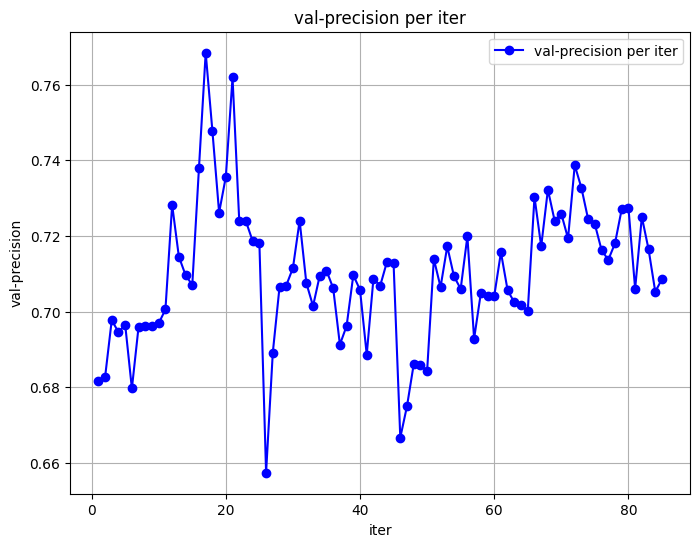 val-precision per iter
val-precision per iter
0.76
0.74
0.72
0.70
0.68
0.66
val-precision
0
20
40
60
80
iter